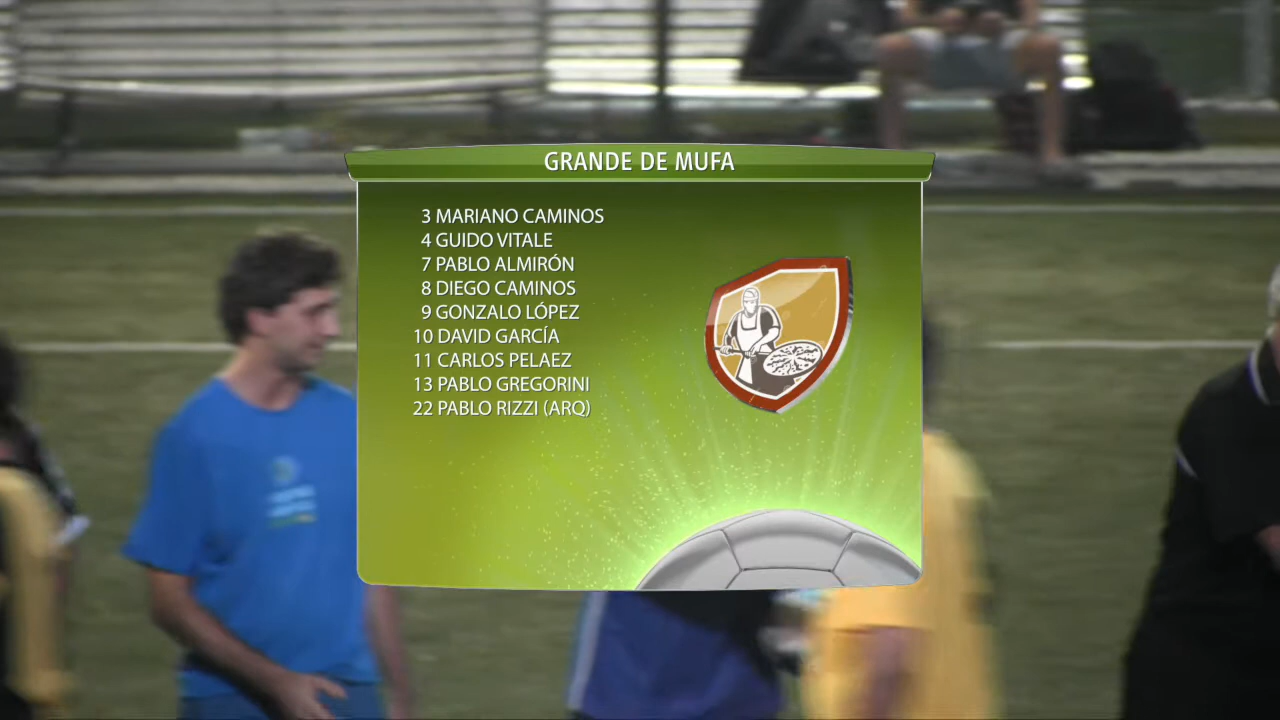 GRANDE DE MUFA
3 MARIANO CAMINOS
4 GUIDO VITALE
7 PABLO ALMIRÓN
8 DIEGO CAMINOS
9 GONZALO LÓPEZ
10 DAVID GARCÍA
11 CARLOS PELAEZ
13 PABLO GREGORINI
22 PABLO RIZZI (ARQ)